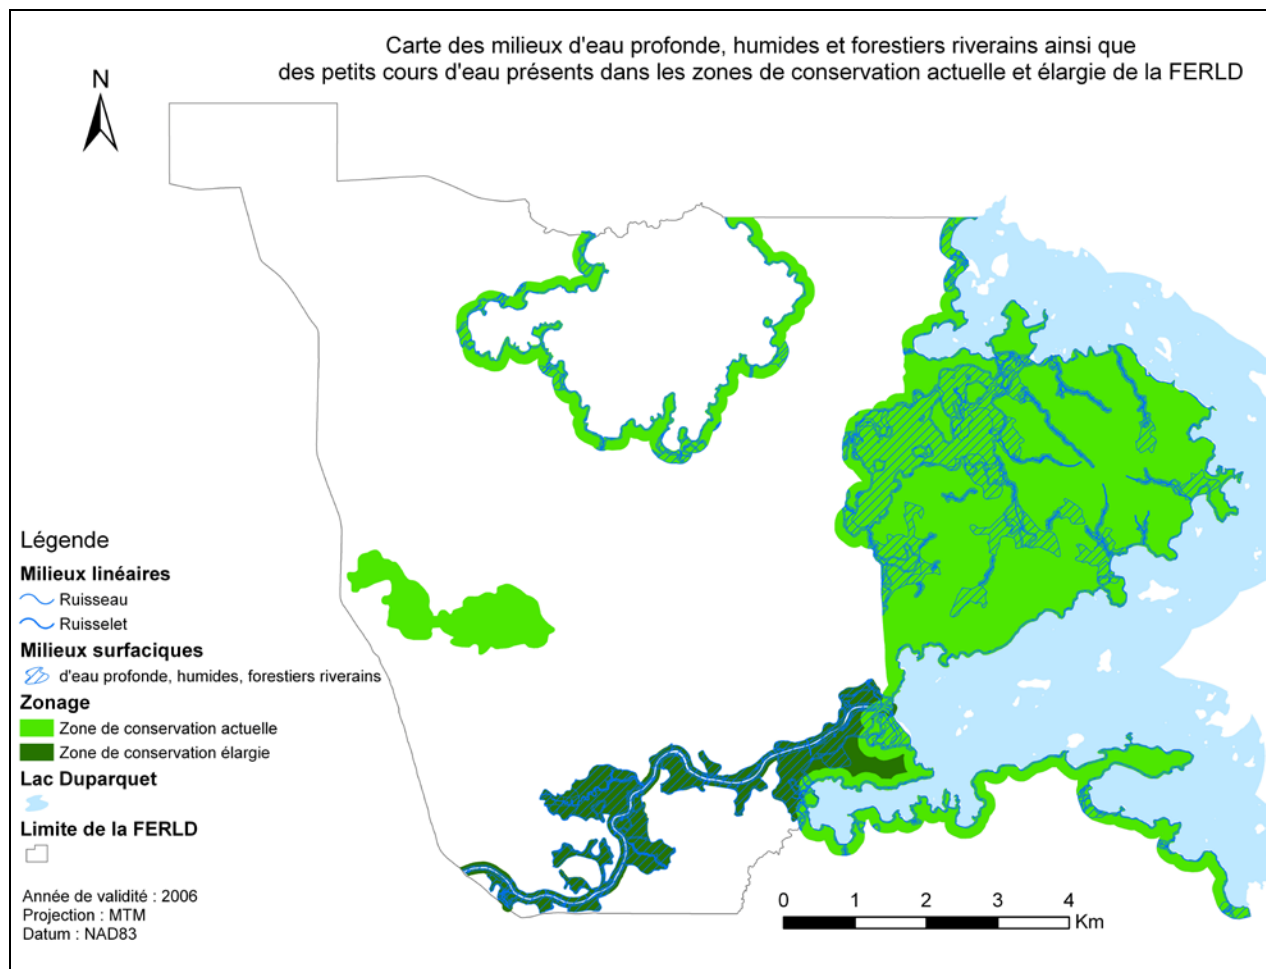 Carte des milieux d'eau profonde, humides et forestiers riverains ainsi que
des petits cours d'eau présents dans les zones de conservation actuelle et élargie de la FERLD
N
Légende
Milieux linéaires
Ruisseau
Ruisselet
Milieux surfaciques
d'eau profonde, humides, forestiers riverains
Zonage
Zone de conservation actuelle
Zone de conservation élargie
Lac Duparquet
Limite de la FERLD
Année de validité : 2006
Projection : MTM
Datum : NAD83
0 1 2 3 4
Km